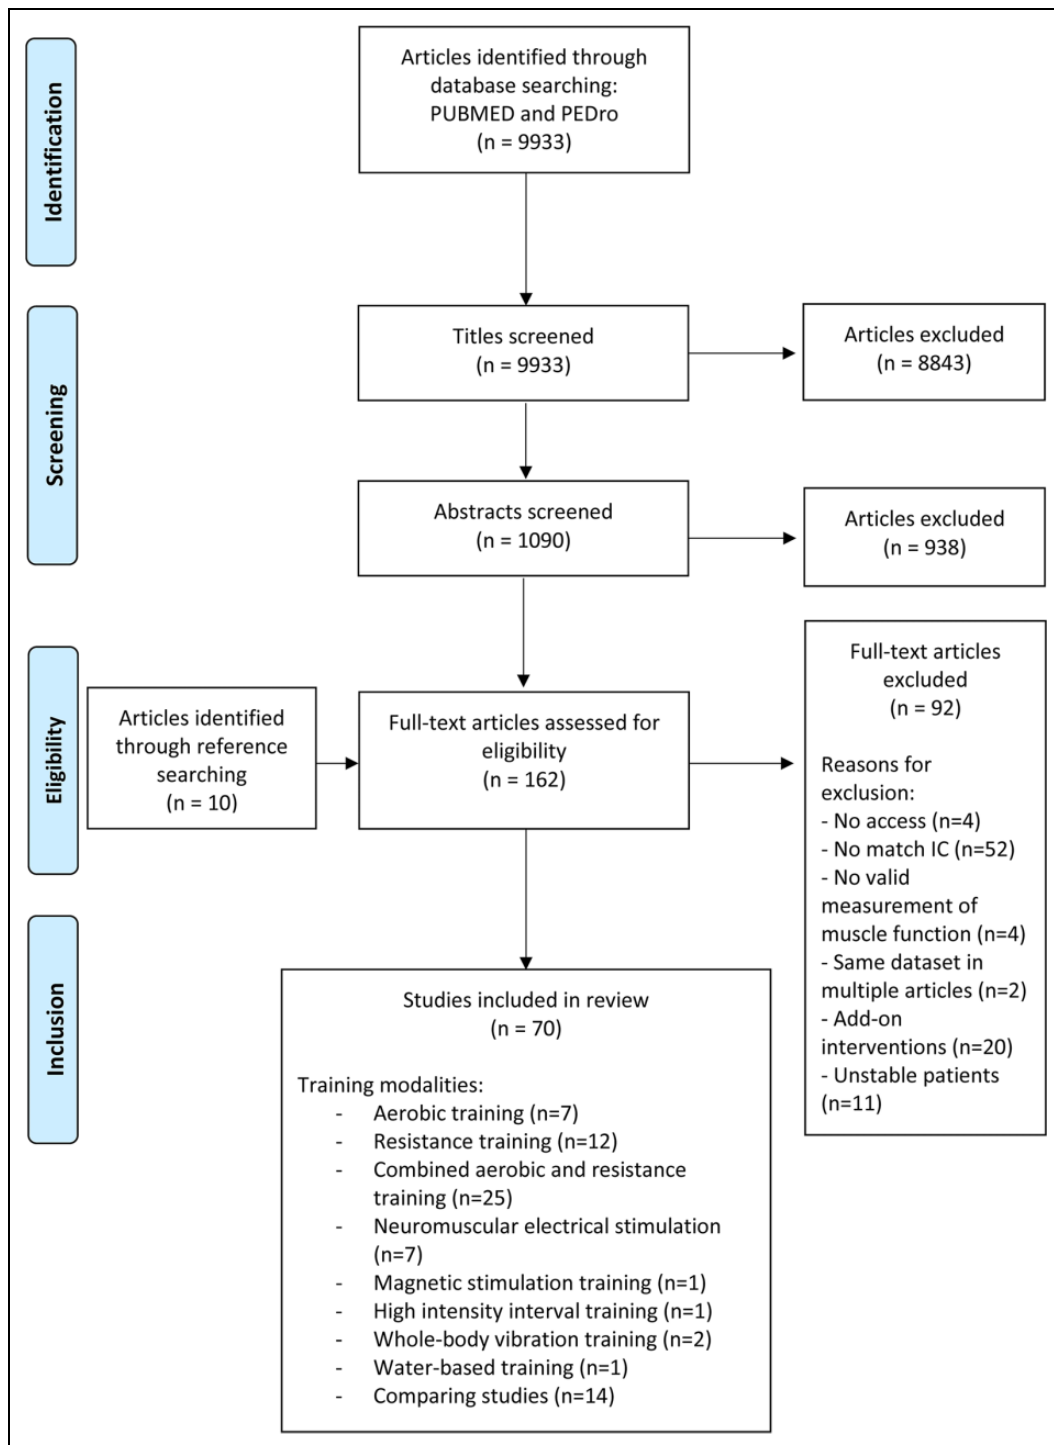 Identification
Articles identified through
database searching:
PUBMED and PEDro
(n = 9933)
Screening
Titles screened
(n = 9933)
Articles excluded
(n = 8843)
Abstracts screened
(n = 1090)
Articles excluded
(n = 938)
Eligibility
Articles identified
through reference
searching
(n = 10)
Full-text articles assessed for
eligibility
(n = 162)
Full-text articles
excluded
(n = 92)
Reasons for
exclusion:
- No access (n=4)
- No match IC (n=52)
- No valid
measurement of
muscle function (n=4)
- Same dataset in
multiple articles (n=2)
- Add-on
interventions (n=20)
- Unstable patients
(n=11)
Inclusion
Studies included in review
(n = 70)
Training modalities:
- Aerobic training (n=7)
- Resistance training (n=12)
- Combined aerobic and resistance
training (n=25)
- Neuromuscular electrical stimulation
(n=7)
- Magnetic stimulation training (n=1)
- High intensity interval training (n=1)
- Whole-body vibration training (n=2)
- Water-based training (n=1)
- Comparing studies (n=14)